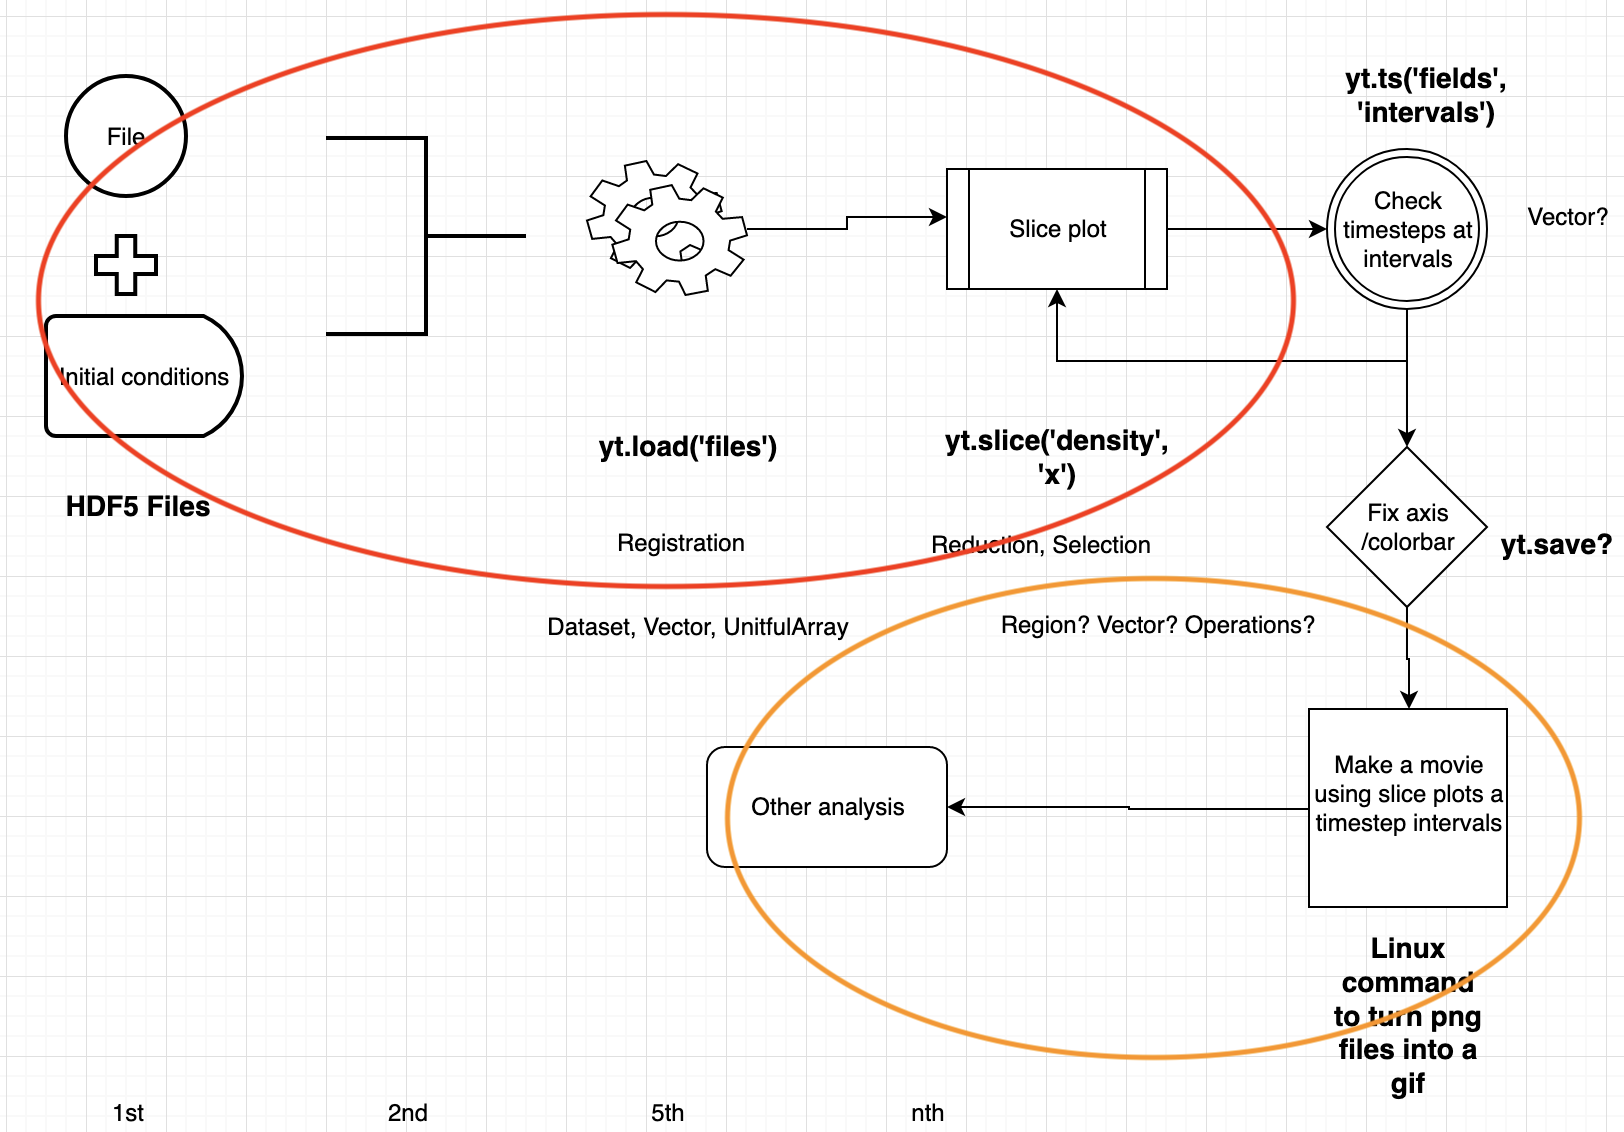 yt.ts('fields',
'intervals')
File
Check
timesteps at
intervals
Vector?
Slice plot
Initial conditions
yt.load('files')
yt.slice('density',
'x')
HDF5 Files
Fix axis
/colorbar
yt.save?
Registration
Reduction, Selection
Dataset, Vector, UnitfulArray
Region? Vector? Operations?
Make a movie
using slice plots a
timestep intervals
Other analysis
Linux
command
to turn png
files into a
gif
1st
2nd
5th
nth